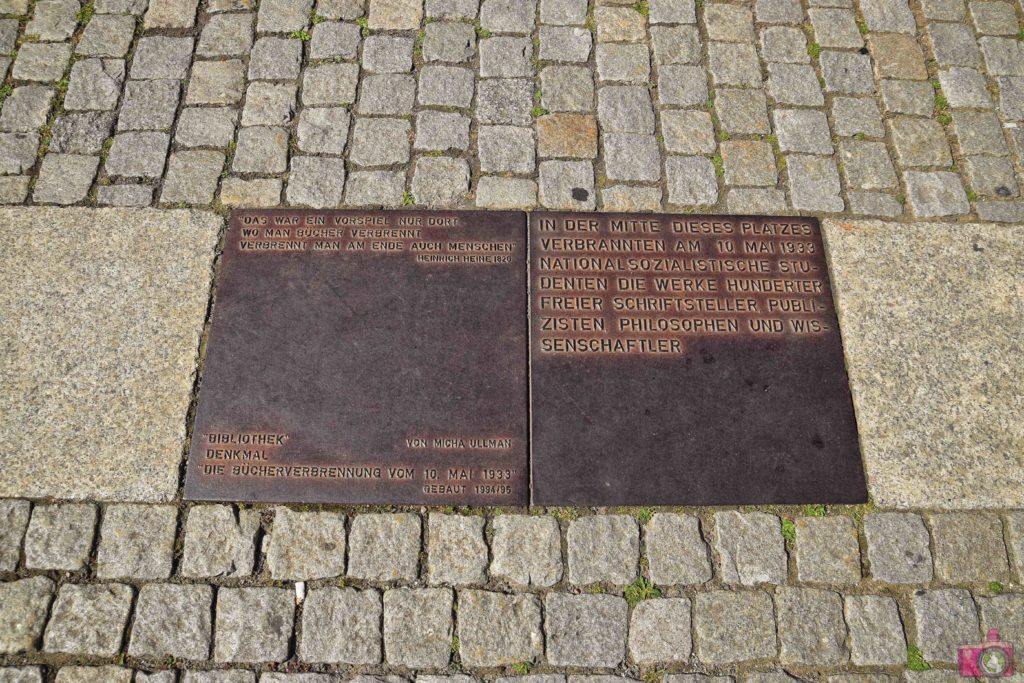 "DAS WAR EIN VORSPIEL NUR DORT
WO MAN BÜCHER VERBRENNT
VERBRENNT MAN AM ENDE AUCH MENSCHEN"
HEINRICH HEINE 1820
"BIBLIOTHEK"
VON MICHA ULLMAN
DENKMAL
"DIE BÜCHERVERBRENNUNG VOM 10. MAI 1933"
GEBAUT 1994/95
IN DER MITTE DIESES PLATZES
VERBRANNTEN AM 10. MAI 1933
NATIONALSOZIALISTISCHE STU-
DENTEN DIE WERKE HUNDERTER
FREIER SCHRIFTSTELLER, PUBLI-
ZISTEN, PHILOSOPHEN UND WIS-
SENSCHAFTLER.